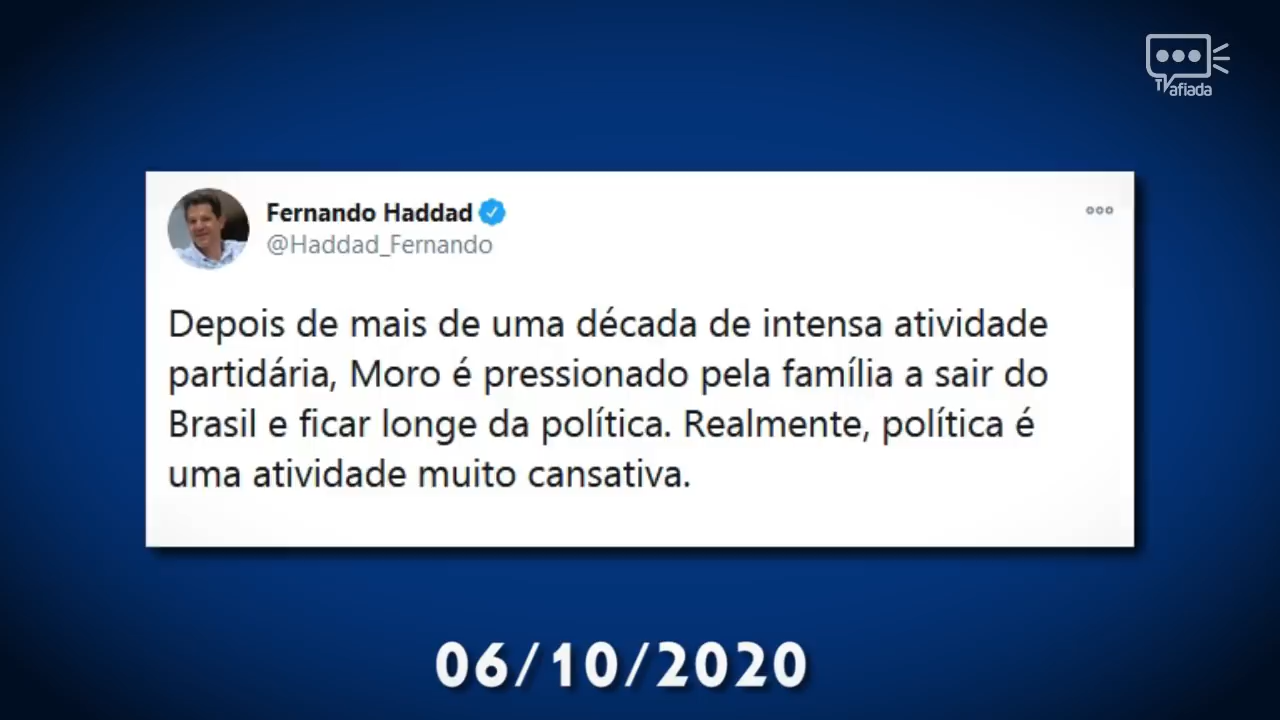 TV afiada
Fernando Haddad
@Haddad_Fernando
Depois de mais de uma década de intensa atividade
partidária, Moro é pressionado pela família a sair do
Brasil e ficar longe da política. Realmente, política é
uma atividade muito cansativa.
06/10/2020